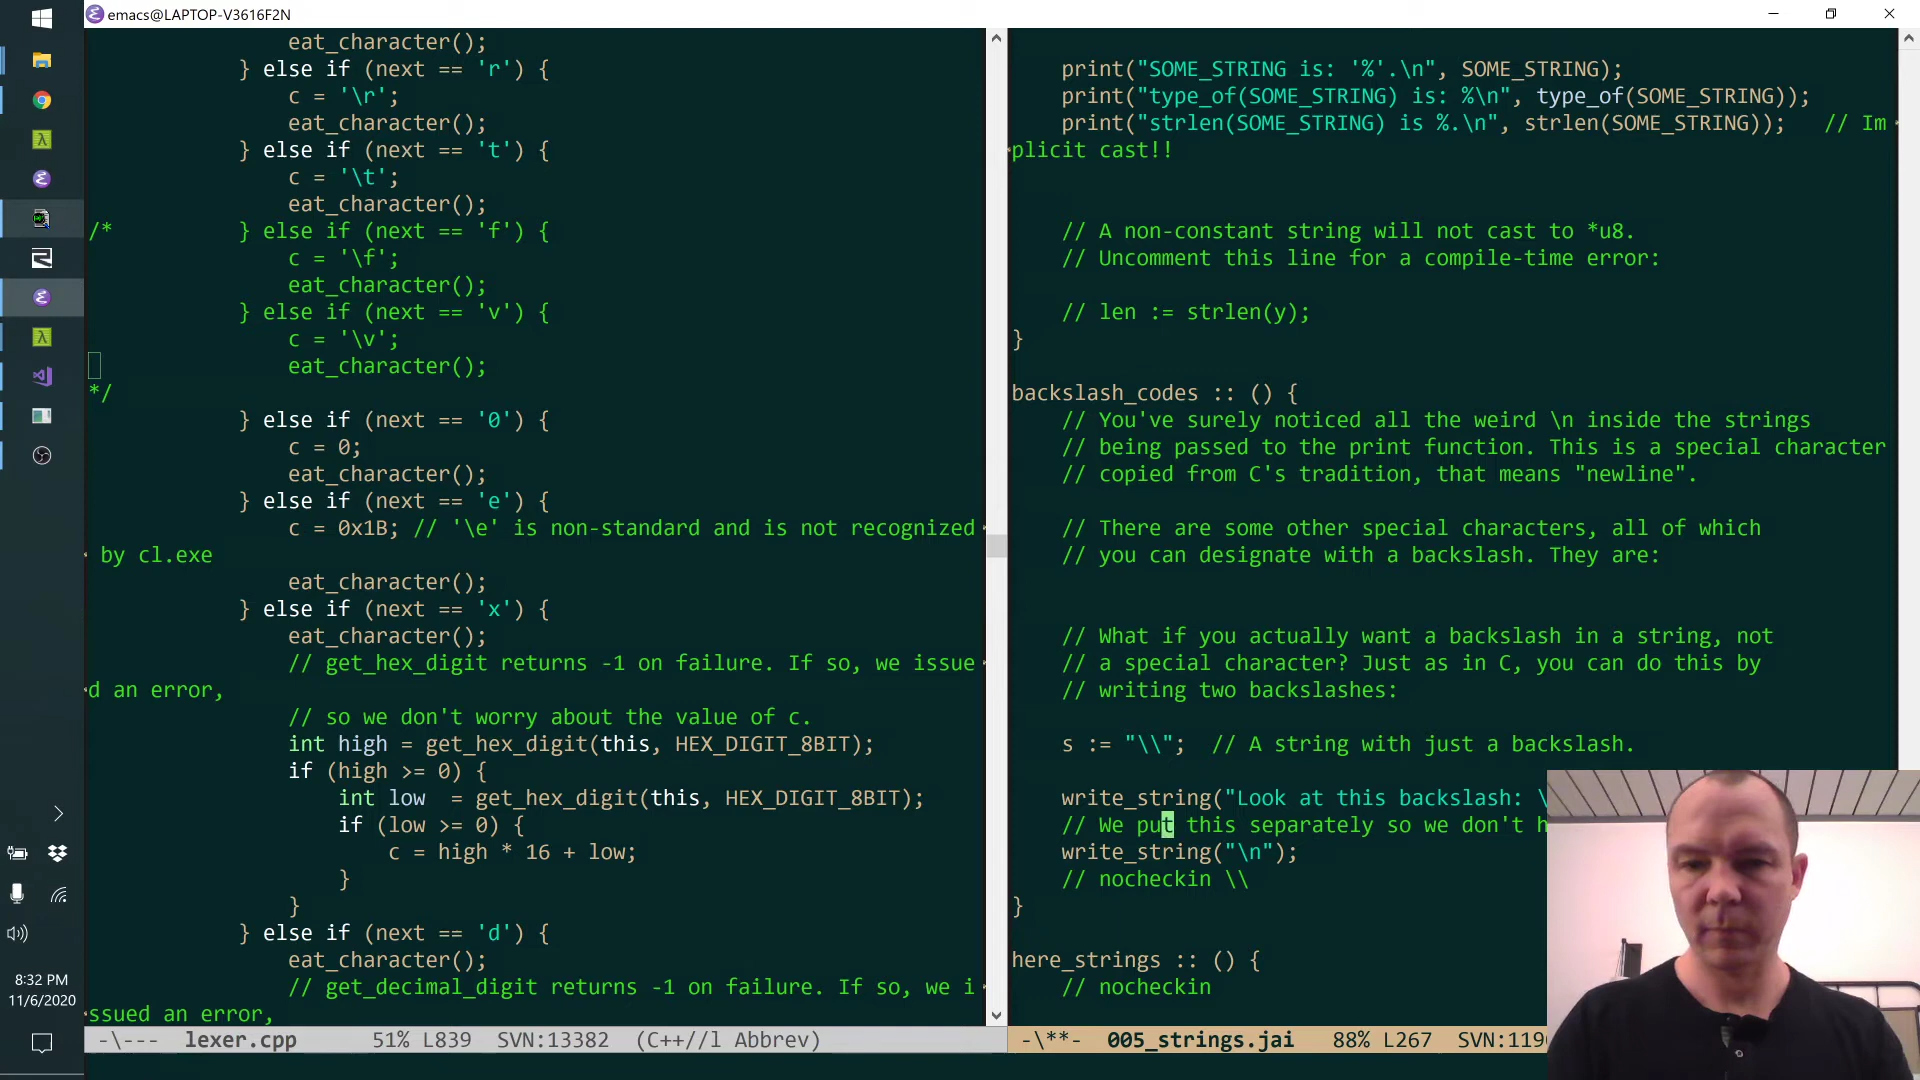 emacs@LAPTOP-V3616F2N
eat_character();
} else if (next == 'r') {
c = '\r';
eat_character();
} else if (next == 't') {
c = '\t';
eat_character();
/* } else if (next == 'f') {
c = '\f';
eat_character();
} else if (next == 'v') {
c = '\v';
eat_character();
*/
} else if (next == '0') {
c = 0;
eat_character();
} else if (next == 'e') {
c = 0x1B; // '\e' is non-standard and is not recognized
by cl.exe
eat_character();
} else if (next == 'x') {
eat_character();
// get_hex_digit returns -1 on failure. If so, we issue
d an error,
// so we don't worry about the value of c.
int high = get_hex_digit(this, HEX_DIGIT_8BIT);
if (high >= 0) {
int low  = get_hex_digit(this, HEX_DIGIT_8BIT);
if (low >= 0) {
c = high * 16 + low;
}
}
} else if (next == 'd') {
eat_character();
// get_decimal_digit returns -1 on failure. If so, we i
ssued an error,
-\--- lexer.cpp 51% L839 SVN:13382 (C++//l Abbrev)
print("SOME_STRING is: '%'.\n", SOME_STRING);
print("type_of(SOME_STRING) is: %\n", type_of(SOME_STRING));
print("strlen(SOME_STRING) is %.\n", strlen(SOME_STRING)); // Im
plicit cast!!
// A non-constant string will not cast to *u8.
// Uncomment this line for a compile-time error:
// len := strlen(y);
}
backslash_codes :: () {
// You've surely noticed all the weird \n inside the strings
// being passed to the print function. This is a special character
// copied from C's tradition, that means "newline".
// There are some other special characters, all of which
// you can designate with a backslash. They are:
// What if you actually want a backslash in a string, not
// a special character? Just as in C, you can do this by
// writing two backslashes:
s := "\\"; // A string with just a backslash.
write_string("Look at this backslash: \
// We put this separately so we don't h
write_string("\n");
// nocheckin \\
}
here_strings :: () {
// nocheckin
-\**- 005_strings.jai 88% L267 SVN:119
8:32 PM
11/6/2020